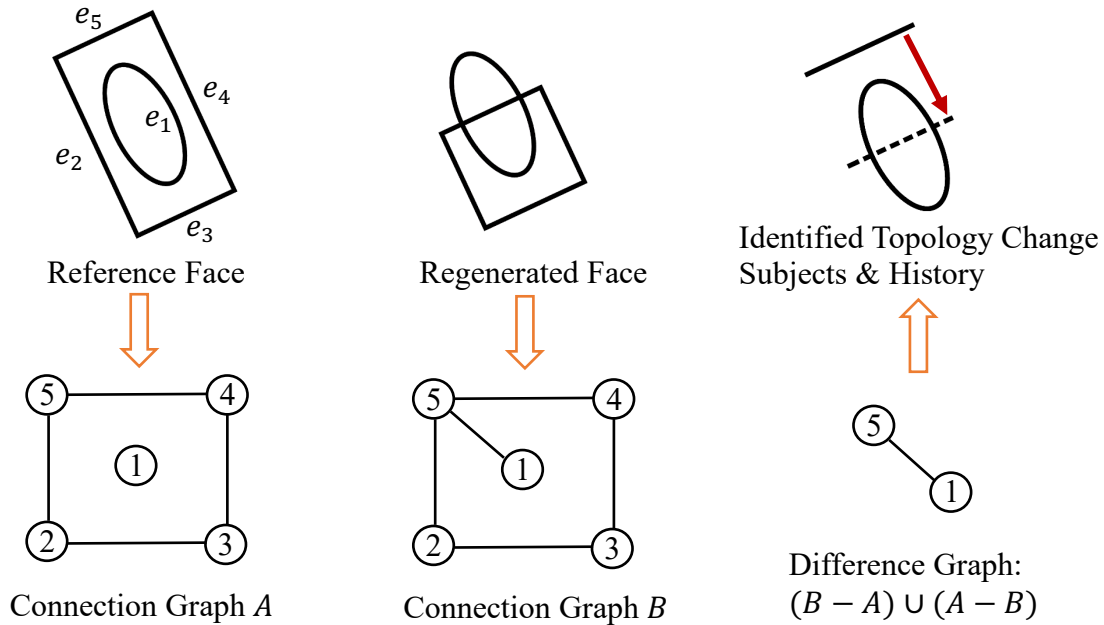 e₅
e₄
e₁
e₂
e₃
Reference Face
Regenerated Face
Identified Topology Change
Subjects & History
5
4
1
2
3
Connection Graph A
5
4
1
2
3
Connection Graph B
5
1
Difference Graph:
(B − A) ∪ (A − B)